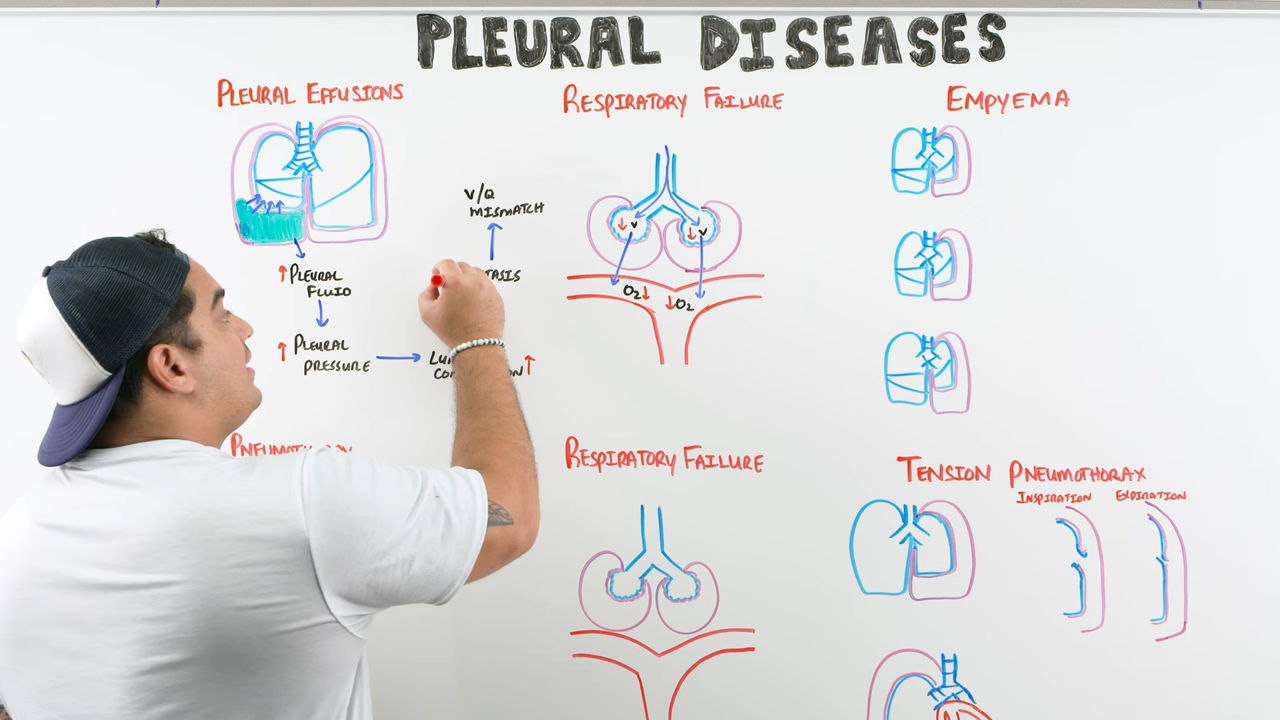 PLEURAL DISEASES
PLEURAL EFFUSIONS
↑ PLEURAL
FLUID
↑ PLEURAL
PRESSURE
↑
V/Q
MISMATCH
RESPIRATORY FAILURE
↓ V
↓ V
O2↓
↓O2
EMPYEMA
RESPIRATORY FAILURE
TENSION PNEUMOTHORAX
INSPIRATION
EXPIRATION